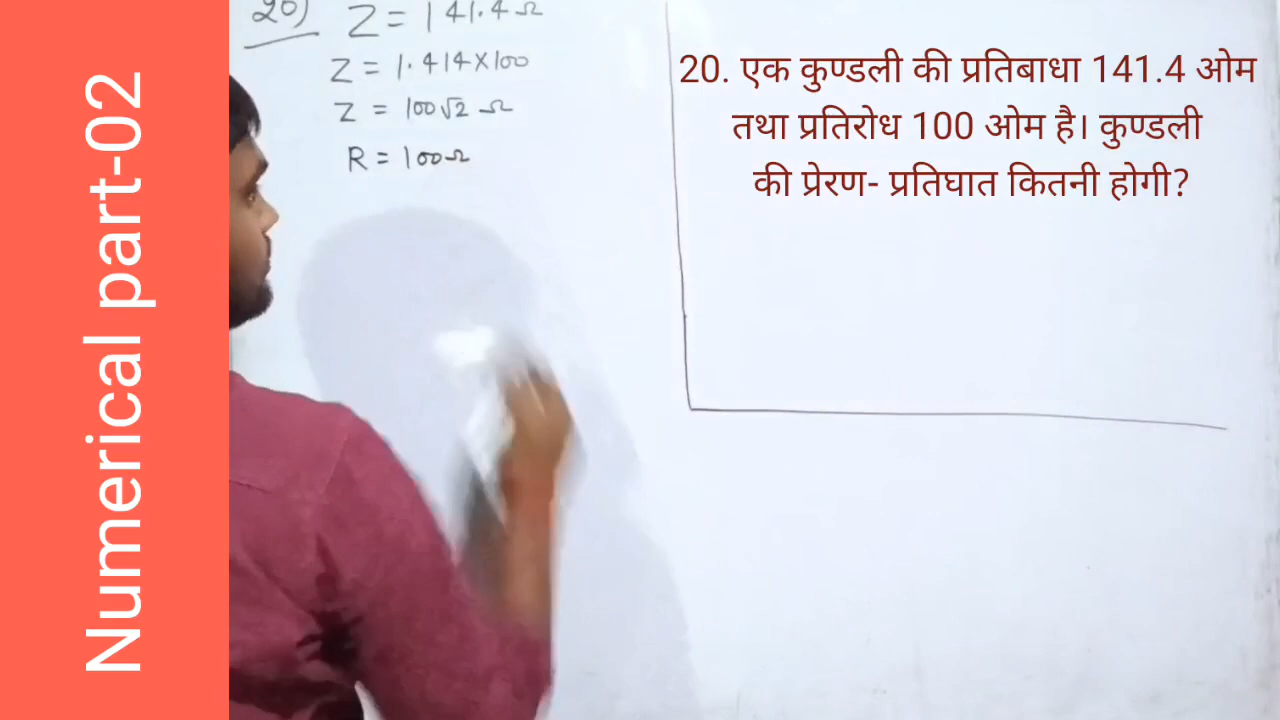 Numerical part-02
20)
Z = 141.4 Ω
Z = 1.414×100
Z = 100√2 Ω
R = 100Ω
20. एक कुण्डली की प्रतिबाधा 141.4 ओम
तथा प्रतिरोध 100 ओम है। कुण्डली
की प्रेरण- प्रतिघात कितनी होगी?